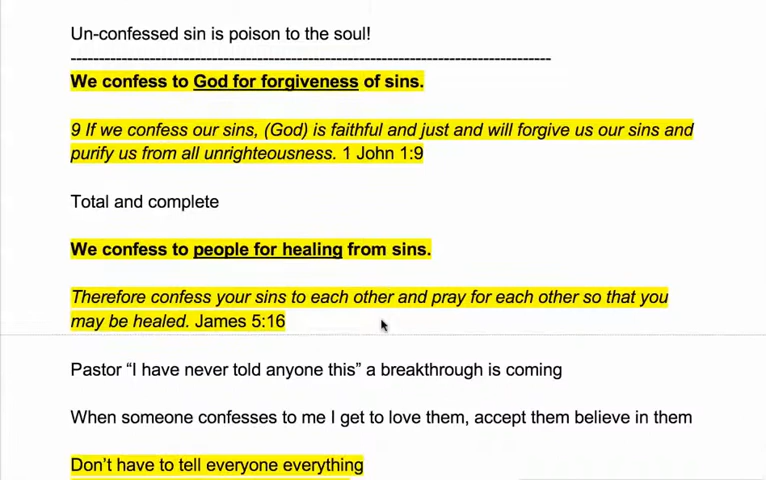 Un-confessed sin is poison to the soul!
--------------------------------------------------------------------------------------------
We confess to God for forgiveness of sins.
9 If we confess our sins, (God) is faithful and just and will forgive us our sins and
purify us from all unrighteousness. 1 John 1:9
Total and complete
We confess to people for healing from sins.
Therefore confess your sins to each other and pray for each other so that you
may be healed. James 5:16
Pastor “I have never told anyone this” a breakthrough is coming
When someone confesses to me I get to love them, accept them believe in them
Don’t have to tell everyone everything